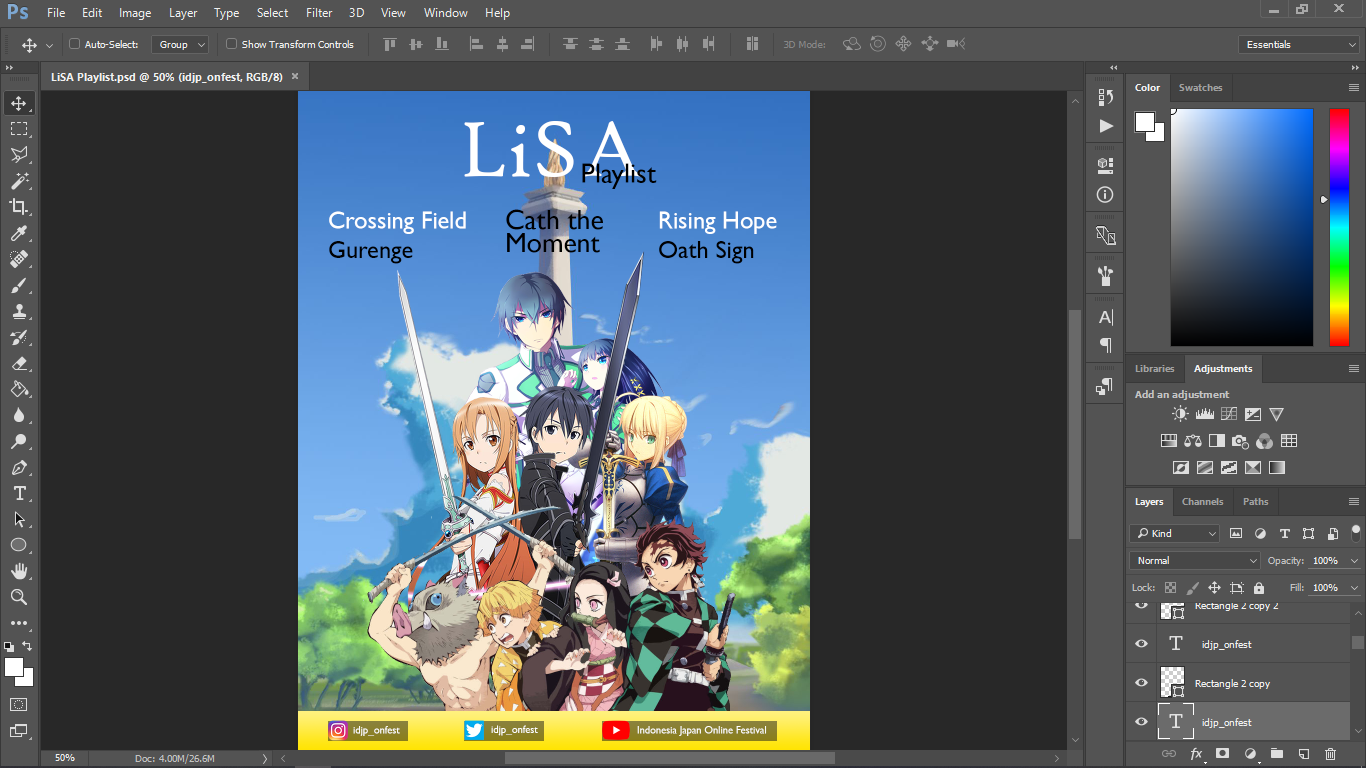 Ps File Edit Image Layer Type Select Filter 3D View Window Help
Auto-Select: Group Show Transform Controls 3D Mode: Essentials
LiSA Playlist.psd @ 50% (idjp_onfest, RGB/8) ×
LiSA
Playlist
Crossing Field
Gurenge
Cath the
Moment
Rising Hope
Oath Sign
idjp_onfest
idjp_onfest
Indonesia Japan Online Festival
50% Doc: 4.00M/26.6M
Color Swatches
Libraries Adjustments
Add an adjustment
Layers Channels Paths
Kind
Normal Opacity: 100%
Lock: Fill: 100%
Rectangle 2 copy 2
T idjp_onfest
Rectangle 2 copy
T idjp_onfest
fx